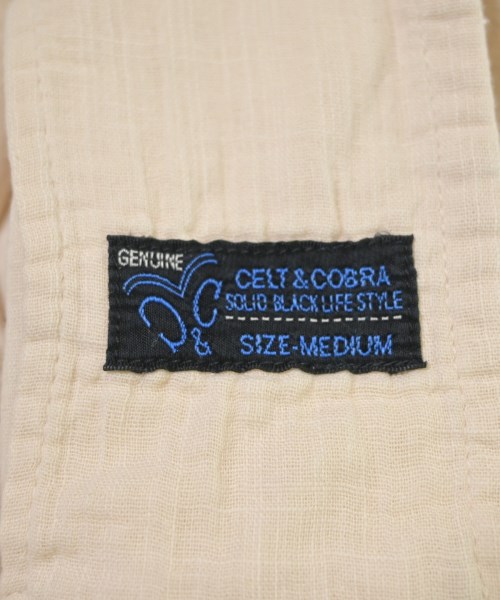 GENUINE
CELT & COBRA
SOLID BLACK LIFE STYLE
C
&
SIZE-MEDIUM